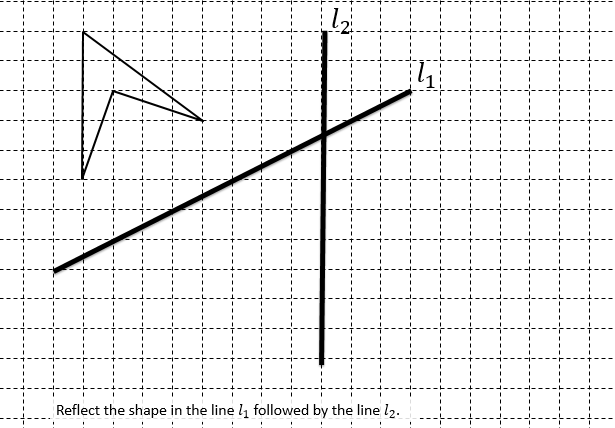 l₂
l₁
Reflect the shape in the line l₁ followed by the line l₂.